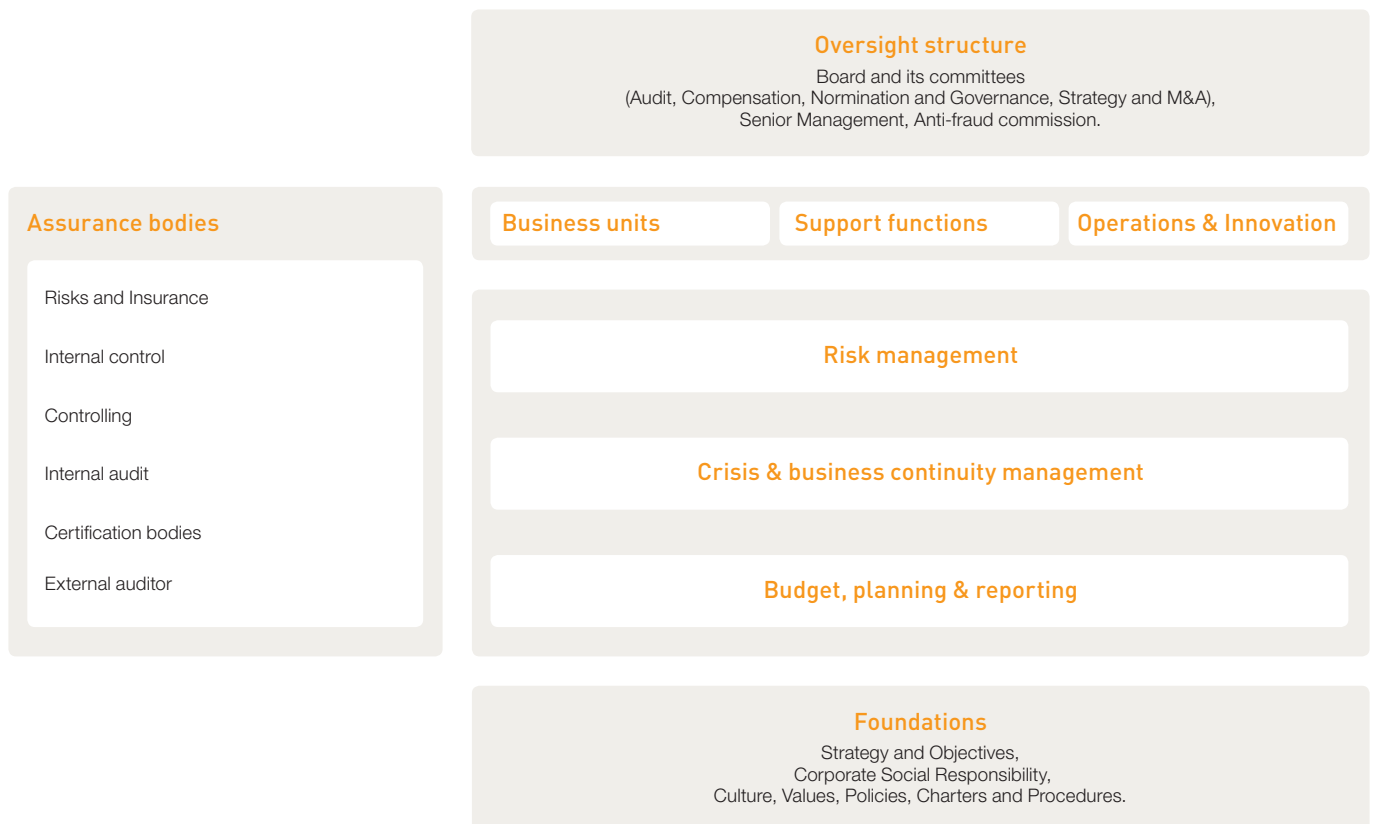 Oversight structure
Board and its committees
(Audit, Compensation, Normination and Governance, Strategy and M&A),
Senior Management, Anti-fraud commission.
Assurance bodies
Risks and Insurance
Internal control
Controlling
Internal audit
Certification bodies
External auditor
Business units
Support functions
Operations & Innovation
Risk management
Crisis & business continuity management
Budget, planning & reporting
Foundations
Strategy and Objectives,
Corporate Social Responsibility,
Culture, Values, Policies, Charters and Procedures.